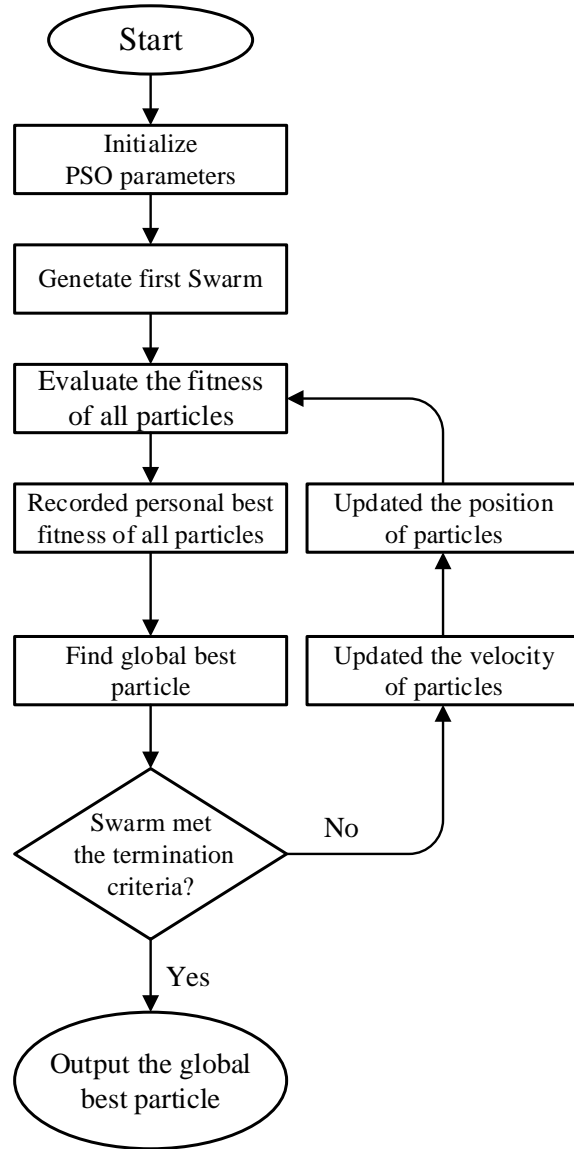 Start
Initialize
PSO parameters
Genetate first Swarm
Evaluate the fitness
of all particles
Recorded personal best
fitness of all particles
Updated the position
of particles
Find global best
particle
Updated the velocity
of particles
Swarm met
the termination
criteria?
No
Yes
Output the global
best particle